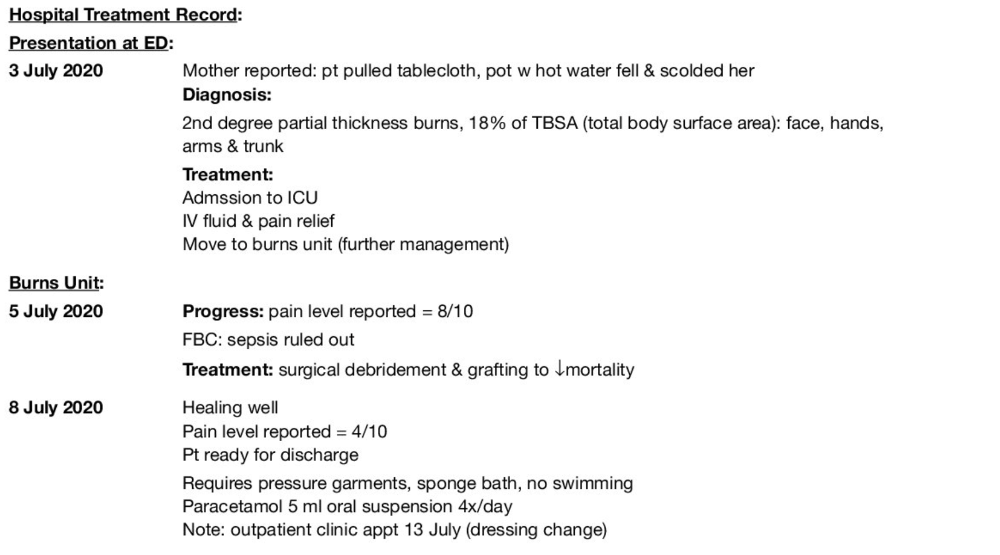 Hospital Treatment Record:
Presentation at ED:
3 July 2020 Mother reported: pt pulled tablecloth, pot w hot water fell & scolded her
Diagnosis:
2nd degree partial thickness burns, 18% of TBSA (total body surface area): face, hands,
arms & trunk
Treatment:
Admssion to ICU
IV fluid & pain relief
Move to burns unit (further management)
Burns Unit:
5 July 2020 Progress: pain level reported = 8/10
FBC: sepsis ruled out
Treatment: surgical debridement & grafting to ↓mortality
8 July 2020 Healing well
Pain level reported = 4/10
Pt ready for discharge
Requires pressure garments, sponge bath, no swimming
Paracetamol 5 ml oral suspension 4x/day
Note: outpatient clinic appt 13 July (dressing change)